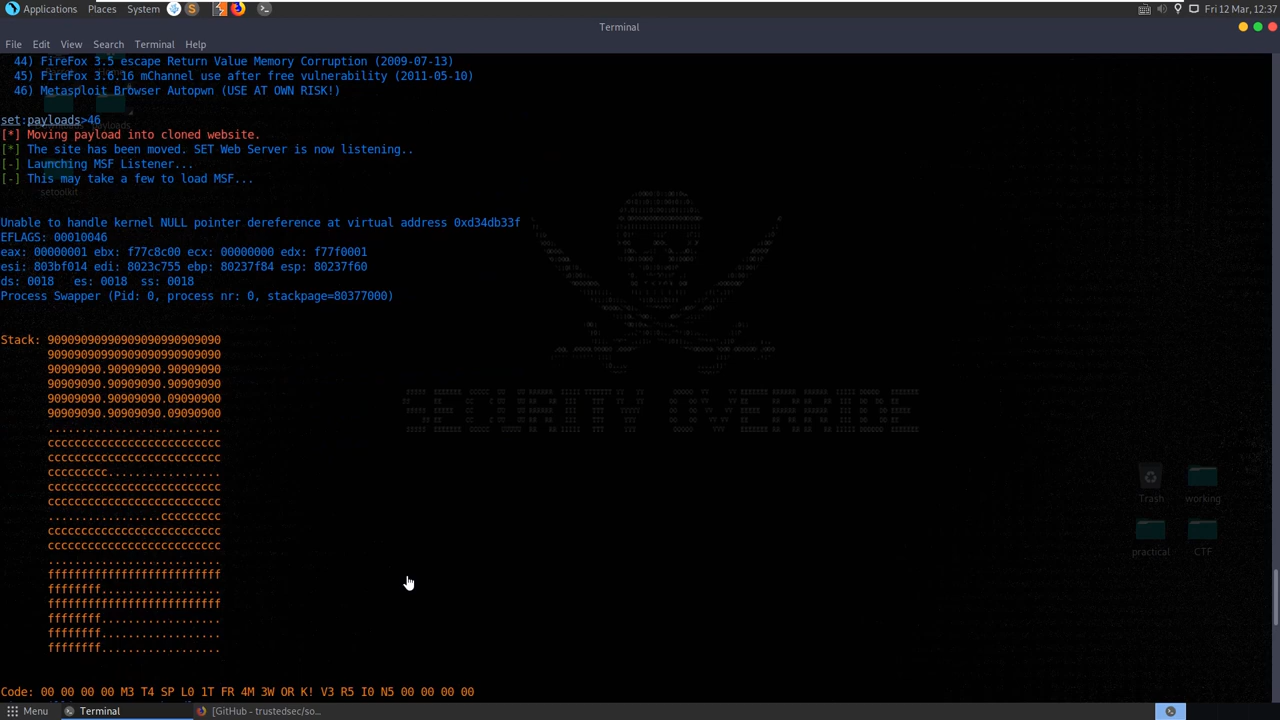 Applications Places System Fri 12 Mar, 12:37
Terminal
File Edit View Search Terminal Help
44) FireFox 3.5 escape Return Value Memory Corruption (2009-07-13)
45) FireFox 3.6.16 mChannel use after free vulnerability (2011-05-10)
46) Metasploit Browser Autopwn (USE AT OWN RISK!)
set:payloads>46
[*] Moving payload into cloned website.
[*] The site has been moved. SET Web Server is now listening..
[-] Launching MSF Listener...
[-] This may take a few to load MSF...
setoolkit
Unable to handle kernel NULL pointer dereference at virtual address 0xd34db33f
EFLAGS: 00010046
eax: 00000001 ebx: f77c8c00 ecx: 00000000 edx: f77f0001
esi: 803bf014 edi: 8023c755 ebp: 80237f84 esp: 80237f60
ds: 0018 es: 0018 ss: 0018
Process Swapper (Pid: 0, process nr: 0, stackpage=80377000)
Stack: 90909090990909090990909090
90909090990909090990909090
90909090.90909090.90909090
90909090.90909090.90909090
90909090.90909090.09090900
90909090.90909090.09090900
..........................
cccccccccccccccccccccccccc
cccccccccccccccccccccccccc
ccccccccc.................
cccccccccccccccccccccccccc
cccccccccccccccccccccccccc
.................ccccccccc
cccccccccccccccccccccccccc
cccccccccccccccccccccccccc
..........................
ffffffffffffffffffffffffff
ffffffff..................
ffffffffffffffffffffffffff
ffffffff..................
ffffffff..................
ffffffff..................
Code: 00 00 00 00 M3 T4 SP L0 1T FR 4M 3W OR K! V3 R5 I0 N5 00 00 00 00
Trash working
practical CTF
Menu Terminal [GitHub - trustedsec/so...